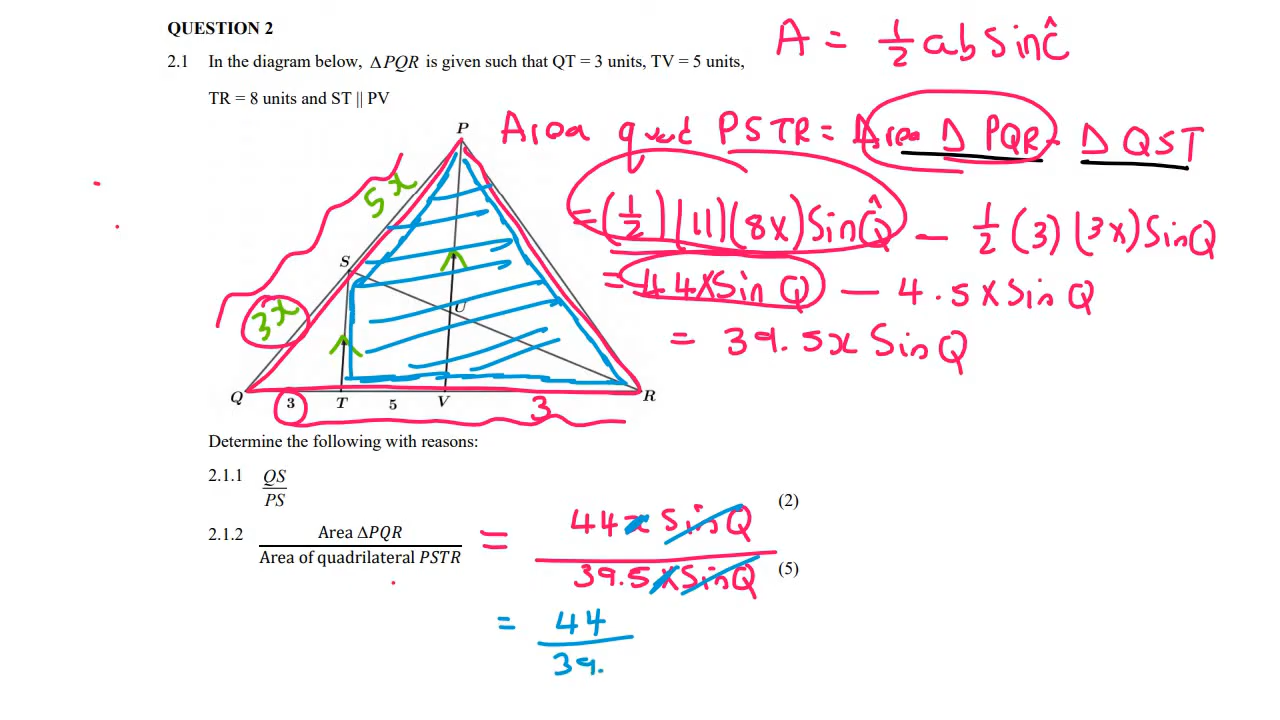 QUESTION 2
A = ½ab sin Ĉ
2.1 In the diagram below, ΔPQR is given such that QT = 3 units, TV = 5 units,
TR = 8 units and ST || PV
P
Area quad PSTR = Area Δ PQR - Δ QST
5x
= (½)(11)(8x) Sin Q̂ - ½(3)(3x) Sin Q
S
3x
U
= 44x Sin Q - 4.5x Sin Q
= 39.5x Sin Q
Q 3 T 5 V 3 R
Determine the following with reasons:
2.1.1 QS
PS
(2)
2.1.2 Area ΔPQR = 44x Sin Q
Area of quadrilateral PSTR 39.5x Sin Q
(5)
= 44
39.